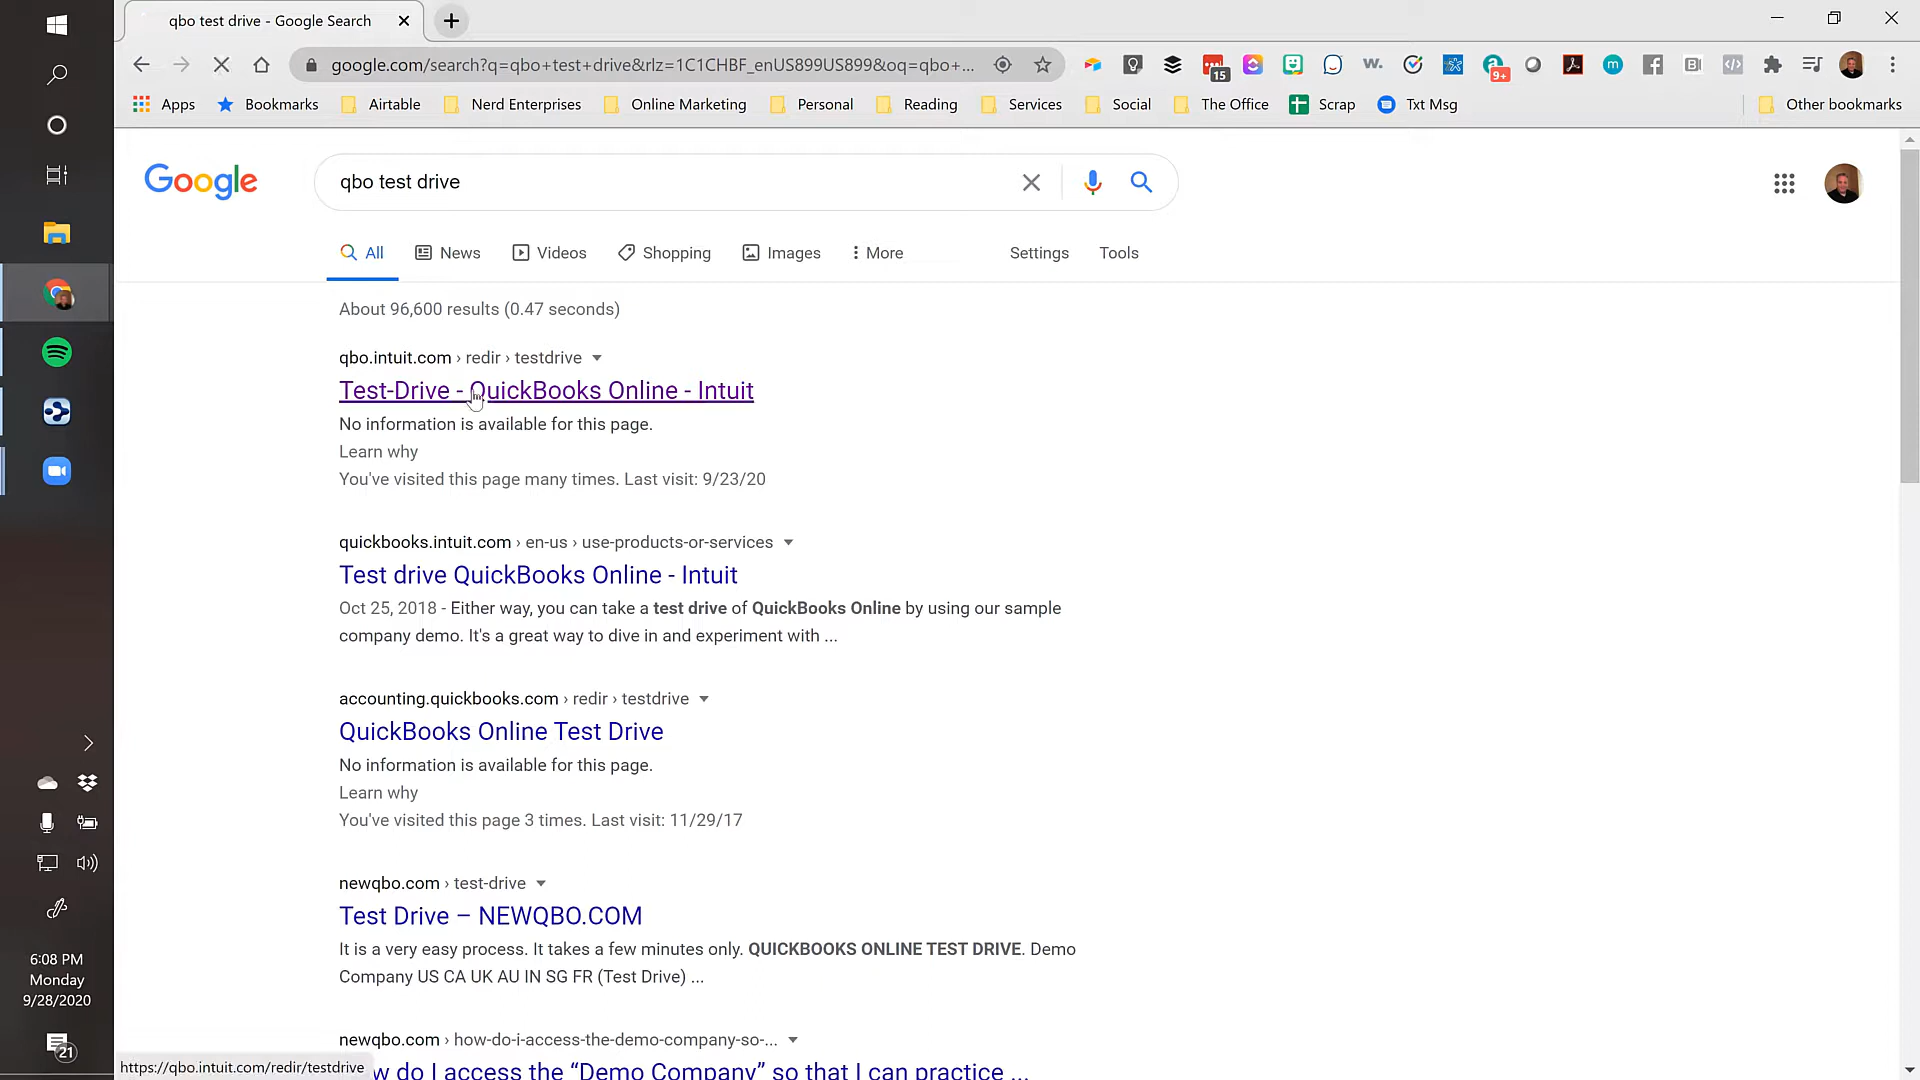 qbo test drive - Google Search
google.com/search?q=qbo+test+drive&rlz=1C1CHBF_enUS899US899&oq=qbo+...
15
w.
9+
m
Apps
Bookmarks
Airtable
Nerd Enterprises
Online Marketing
Personal
Reading
Services
Social
The Office
Scrap
Txt Msg
Other bookmarks
Google
qbo test drive
All
News
Videos
Shopping
Images
More
Settings
Tools
About 96,600 results (0.47 seconds)
qbo.intuit.com › redir › testdrive
Test-Drive - QuickBooks Online - Intuit
No information is available for this page.
Learn why
You've visited this page many times. Last visit: 9/23/20
quickbooks.intuit.com › en-us › use-products-or-services
Test drive QuickBooks Online - Intuit
Oct 25, 2018 - Either way, you can take a test drive of QuickBooks Online by using our sample
company demo. It's a great way to dive in and experiment with ...
accounting.quickbooks.com › redir › testdrive
QuickBooks Online Test Drive
No information is available for this page.
Learn why
You've visited this page 3 times. Last visit: 11/29/17
newqbo.com › test-drive
Test Drive – NEWQBO.COM
It is a very easy process. It takes a few minutes only. QUICKBOOKS ONLINE TEST DRIVE. Demo
Company US CA UK AU IN SG FR (Test Drive) ...
newqbo.com › how-do-i-access-the-demo-company-so-...
w do I access the “Demo Company” so that I can practice ...
6:08 PM
Monday
9/28/2020
21
https://qbo.intuit.com/redir/testdrive